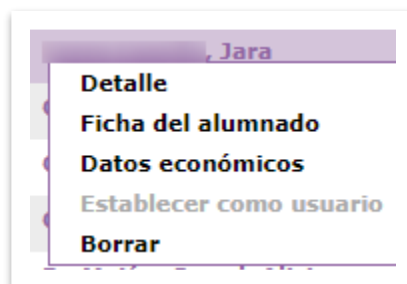 , Jara
Detalle
Ficha del alumnado
Datos económicos
Establecer como usuario
Borrar